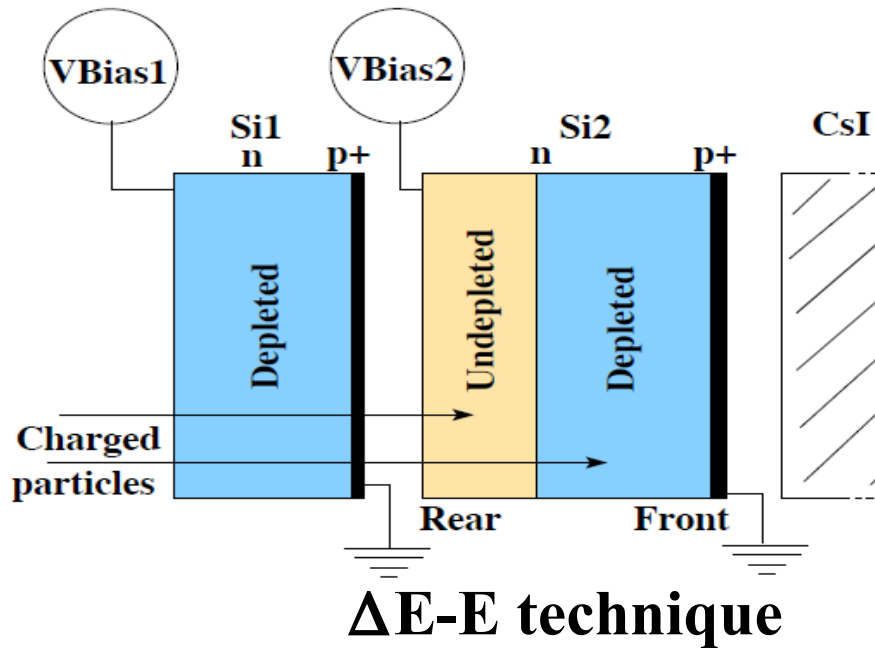 VBias1
VBias2
Si1
Si2
CsI
n
p+
n
p+
Depleted
Undepleted
Depleted
Charged
particles
Rear
Front
ΔE-E technique